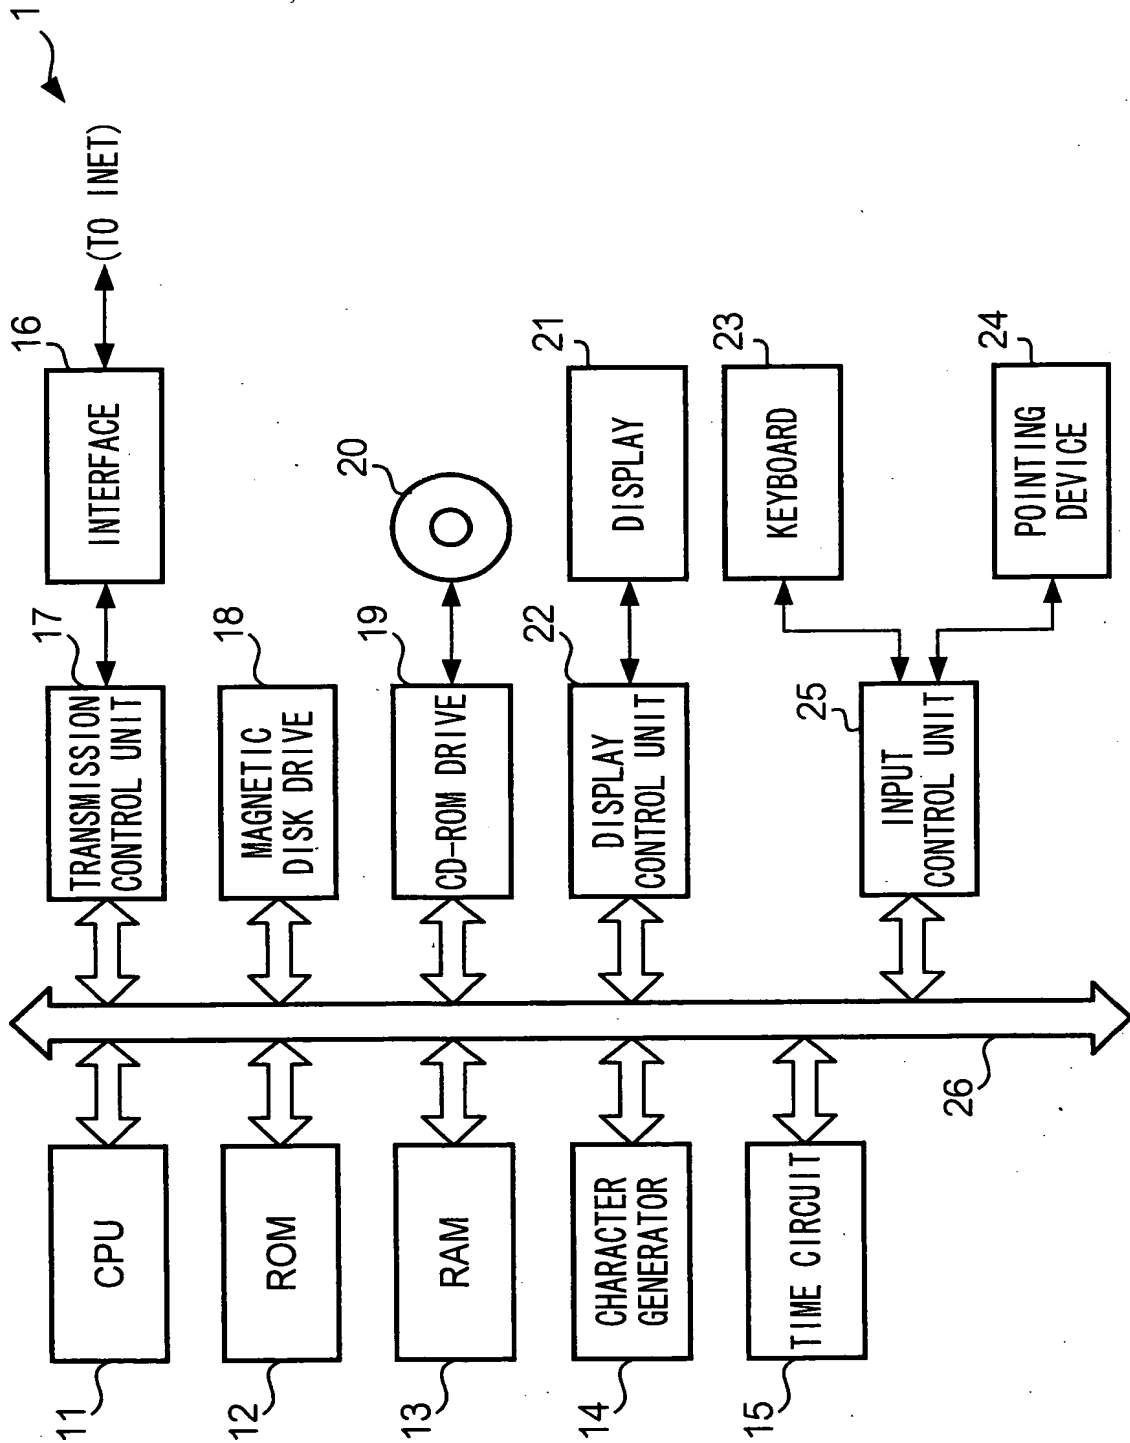 1
11
CPU
12
ROM
13
RAM
14
CHARACTER
GENERATOR
15
TIME CIRCUIT
26
17
TRANSMISSION
CONTROL UNIT
18
MAGNETIC
DISK DRIVE
19
CD-ROM DRIVE
22
DISPLAY
CONTROL UNIT
25
INPUT
CONTROL UNIT
16
INTERFACE
(TO INET)
20
21
DISPLAY
23
KEYBOARD
24
POINTING
DEVICE